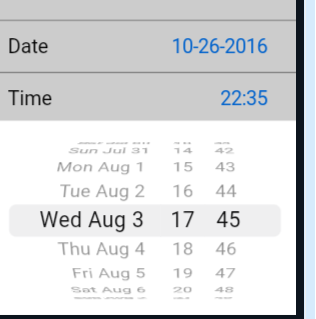 Date 10-26-2016
Time 22:35
Sun Jul 31 14 42
Mon Aug 1 15 43
Tue Aug 2 16 44
Wed Aug 3 17 45
Thu Aug 4 18 46
Fri Aug 5 19 47
Sat Aug 6 20 48